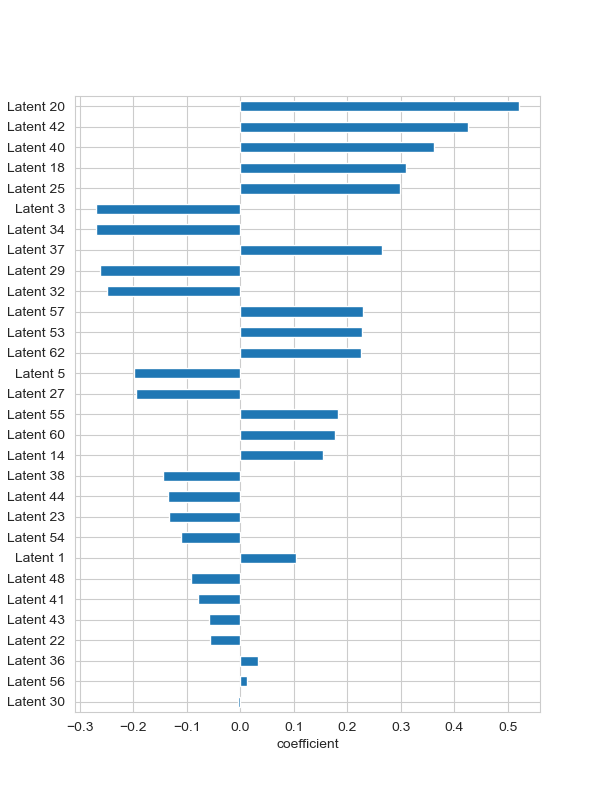 Latent 20
Latent 42
Latent 40
Latent 18
Latent 25
Latent 3
Latent 34
Latent 37
Latent 29
Latent 32
Latent 57
Latent 53
Latent 62
Latent 5
Latent 27
Latent 55
Latent 60
Latent 14
Latent 38
Latent 44
Latent 23
Latent 54
Latent 1
Latent 48
Latent 41
Latent 43
Latent 22
Latent 36
Latent 56
Latent 30
−0.3 −0.2 −0.1 0.0 0.1 0.2 0.3 0.4 0.5
coefficient